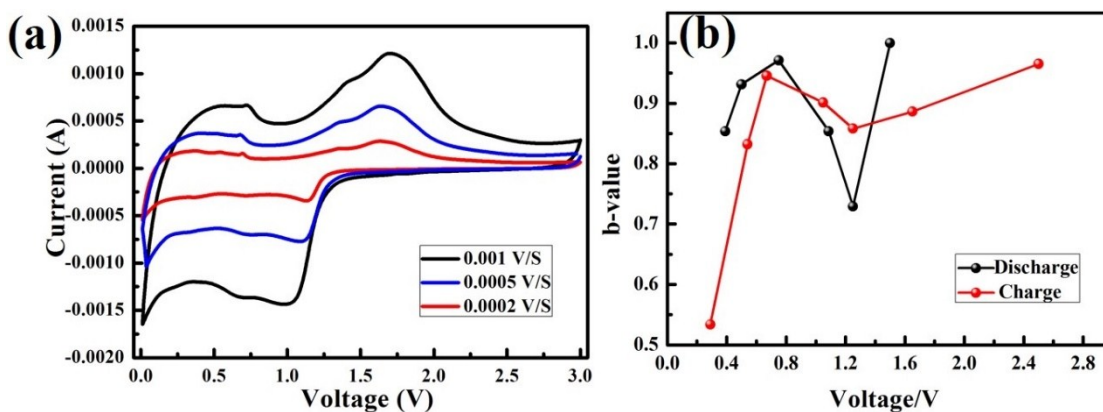 (a)
0.0015
0.0010
0.0005
0.0000
-0.0005
-0.0010
-0.0015
-0.0020
Current (A)
0.001 V/S
0.0005 V/S
0.0002 V/S
0.0 0.5 1.0 1.5 2.0 2.5 3.0
Voltage (V)
(b)
1.0
0.9
0.8
0.7
0.6
0.5
b-value
Discharge
Charge
0.0 0.4 0.8 1.2 1.6 2.0 2.4 2.8
Voltage/V